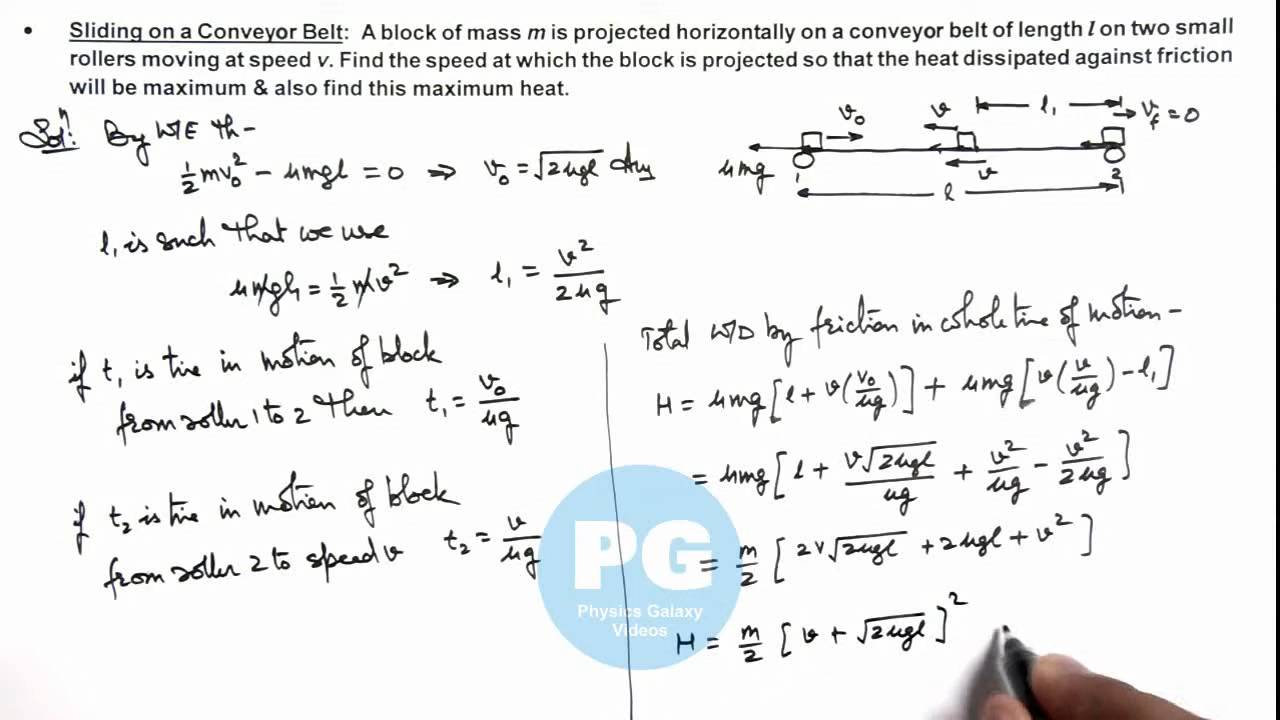 • Sliding on a Conveyor Belt: A block of mass m is projected horizontally on a conveyor belt of length l on two small
rollers moving at speed v. Find the speed at which the block is projected so that the heat dissipated against friction
will be maximum & also find this maximum heat.
Solⁿ: By W/E th-
½mv₀² - μmgl = 0 ⇒ v₀ = √2μgl Ans
l₁ is such that we use
μmgl₁ = ½mv² ⇒ l₁ = v²/2μg
if t₁ is time in motion of block
from roller 1 to 2 then t₁ = v₀/μg
if t₂ is time in motion of block
from roller 2 to speed v t₂ = v/μg
v₀ v l₁ v_f = 0
μmg 1 v 2
l
Total W/D by friction in whole time of motion -
H = μmg[l + v(v₀/μg)] + μmg[v(v/μg) - l₁]
= μmg[l + v√2μgl/μg + v²/μg - v²/2μg]
= m/2 [2v√2μgl + 2μgl + v²]
H = m/2 [v + √2μgl]²
PG
Physics Galaxy
Videos